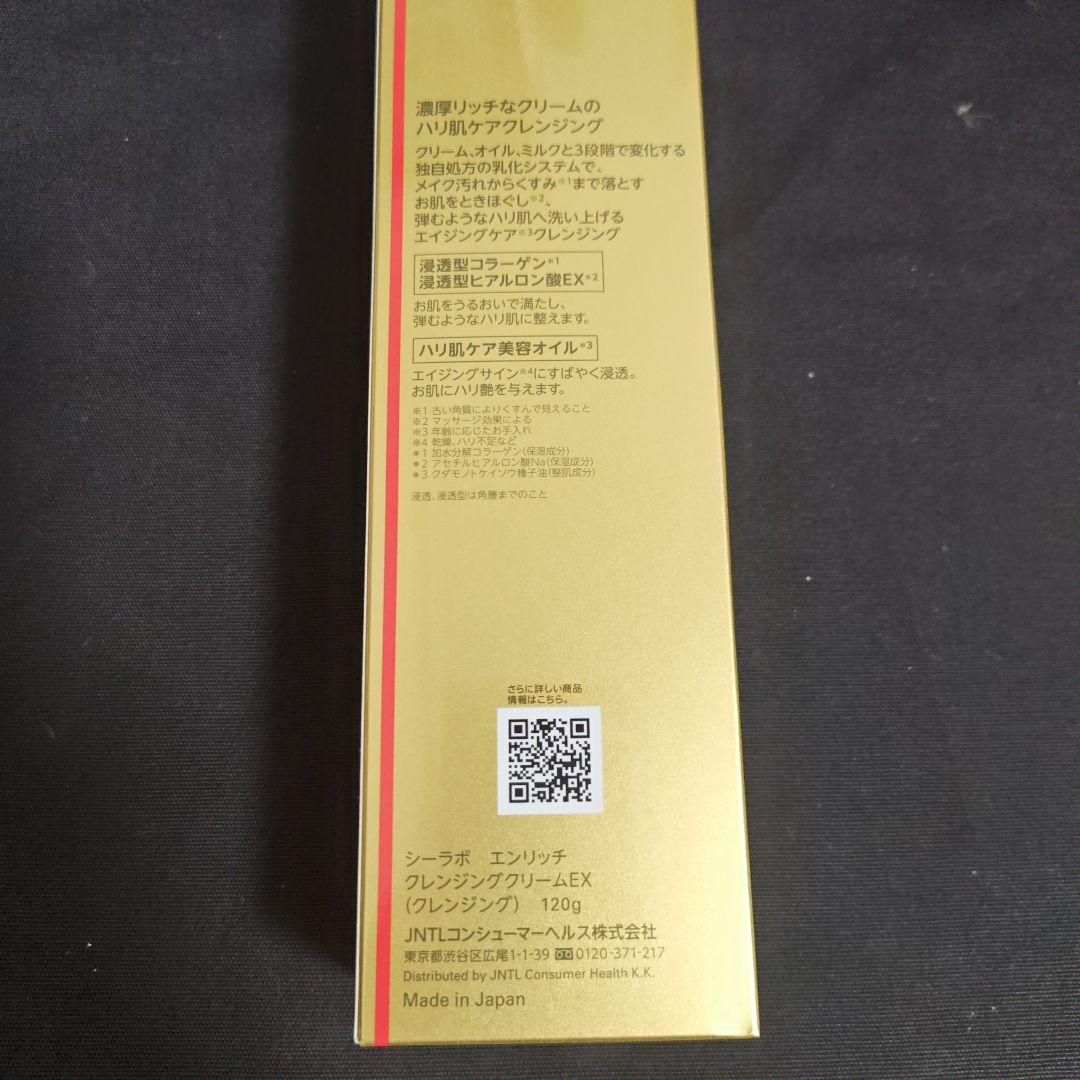 濃厚リッチなクリームの
ハリ肌ケアクレンジング
クリーム、オイル、ミルクと3段階で変化する
独自処方の乳化システムで、
メイク汚れからくすみ※1まで落とす
お肌をときほぐし※2、
弾むようなハリ肌へ洗い上げる
エイジングケア※3クレンジング
浸透型コラーゲン*1
浸透型ヒアルロン酸EX*2
お肌をうるおいで満たし、
弾むようなハリ肌に整えます。
ハリ肌ケア美容オイル*3
エイジングサイン※4にすばやく浸透。
お肌にハリ艶を与えます。
※1 古い角質によりくすんで見えること
※2 マッサージ効果による
※3 年齢に応じたお手入れ
※4 乾燥、ハリ不足など
*1 加水分解コラーゲン(保湿成分)
*2 アセチルヒアルロン酸Na(保湿成分)
*3 クダモノトケイソウ種子油(整肌成分)
浸透、浸透型は角層までのこと
さらに詳しい商品
情報はこちら。
シーラボ エンリッチ
クレンジングクリームEX
(クレンジング) 120g
JNTLコンシューマーヘルス株式会社
東京都渋谷区広尾1-1-39 0120-371-217
Distributed by JNTL Consumer Health K.K.
Made in Japan